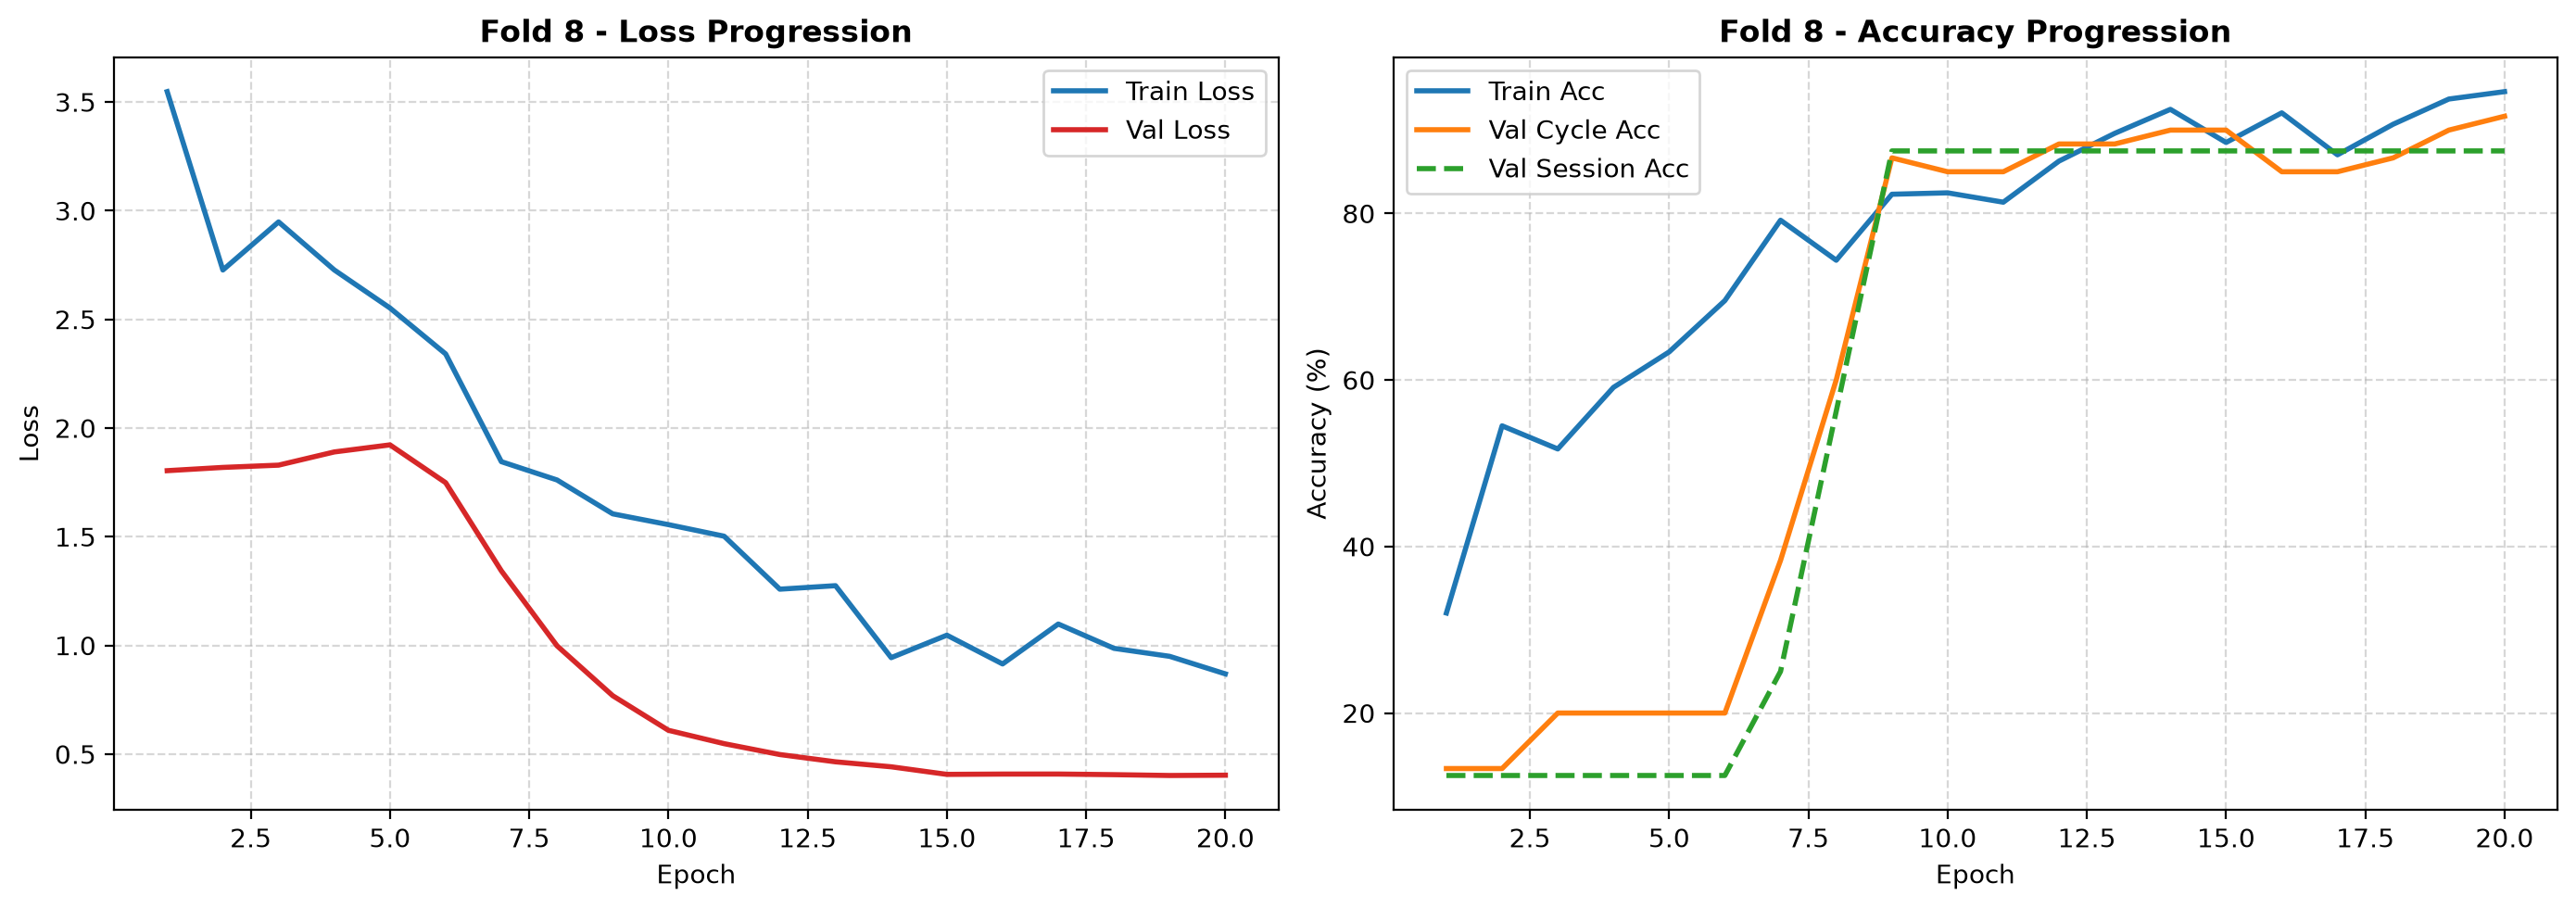 Fold 8 - Loss Progression
Train Loss
Val Loss
3.5
3.0
2.5
2.0
1.5
1.0
0.5
Loss
2.5 5.0 7.5 10.0 12.5 15.0 17.5 20.0
Epoch
Fold 8 - Accuracy Progression
Train Acc
Val Cycle Acc
Val Session Acc
80
60
40
20
Accuracy (%)
2.5 5.0 7.5 10.0 12.5 15.0 17.5 20.0
Epoch